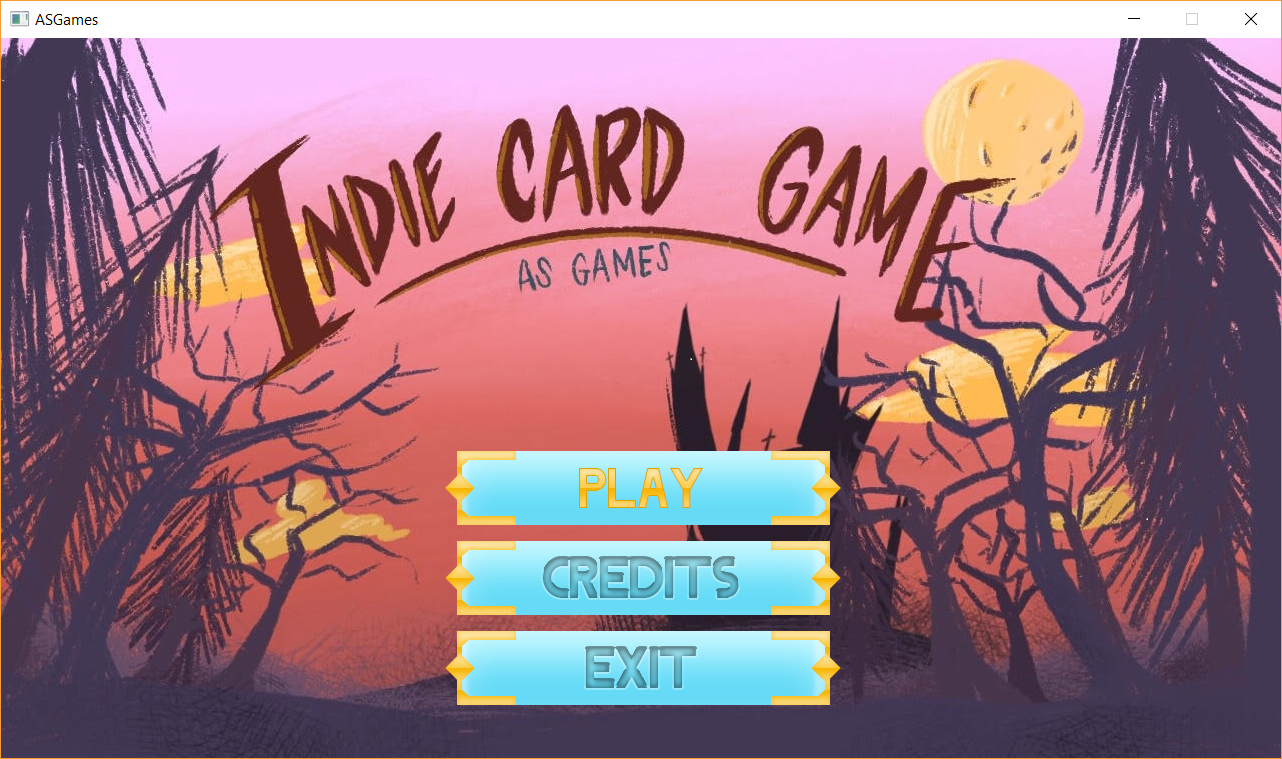 ASGames
INDIE CARD GAME
AS GAMES
PLAY
CREDITS
EXIT